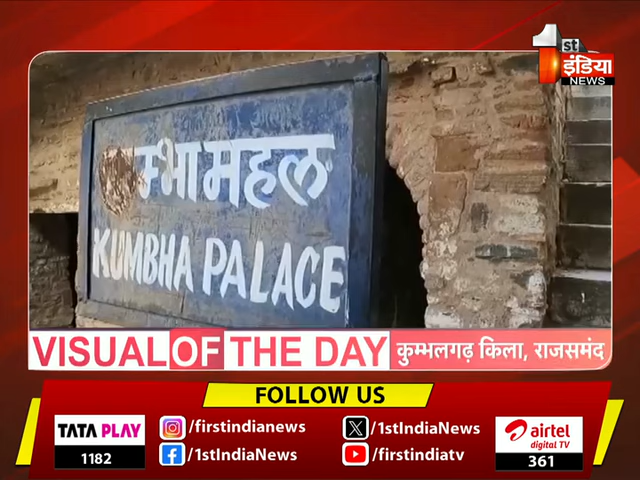 1st
इंडिया
NEWS
म्भा महल
KUMBHA PALACE
VISUAL OF THE DAY
कुम्भलगढ़ किला, राजसमंद
FOLLOW US
TATA PLAY
1182
/firstindianews
/1stIndiaNews
/1stIndiaNews
/firstindiatv
airtel
digital TV
361